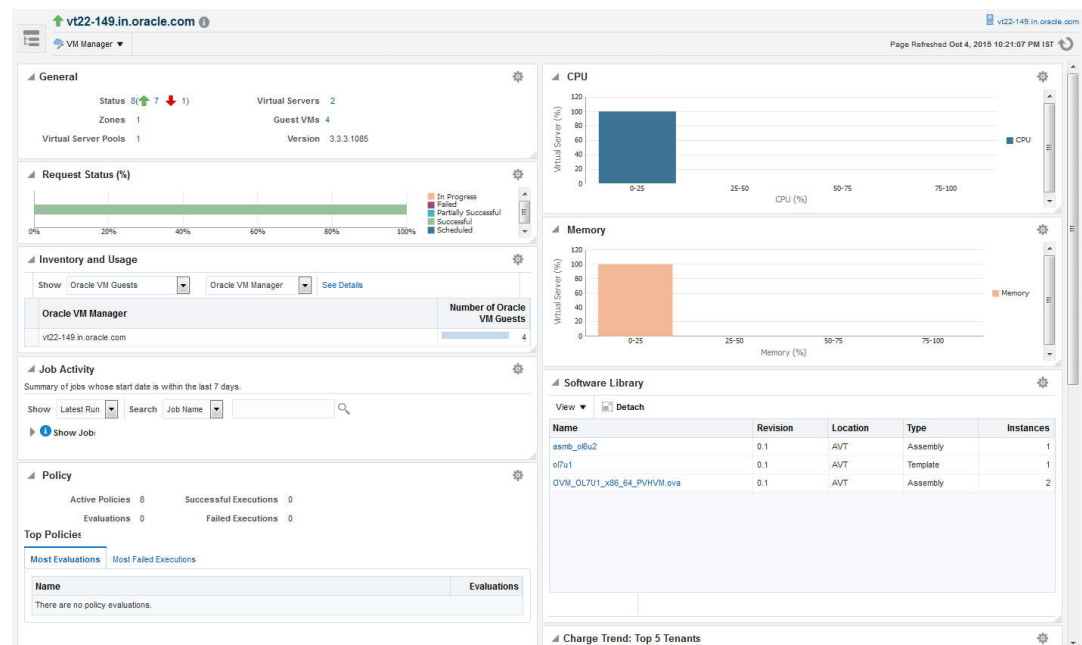 vt22-149.in.oracle.com
vt22-149.in.oracle.com
VM Manager
Page Refreshed Oct 4, 2015 10:21:07 PM IST
General
Status 8( 7 1)
Virtual Servers 2
Zones 1
Guest VMs 4
Virtual Server Pools 1
Version 3.3.3.1085
Request Status (%)
In Progress
Failed
Partially Successful
Successful
Scheduled
0% 20% 40% 60% 80% 100%
Inventory and Usage
Show Oracle VM Guests Oracle VM Manager See Details
Oracle VM Manager Number of Oracle
VM Guests
vt22-149.in.oracle.com 4
Job Activity
Summary of jobs whose start date is within the last 7 days.
Show Latest Run Search Job Name
Show Jobs
Policy
Active Policies 8 Successful Executions 0
Evaluations 0 Failed Executions 0
Top Policies
Most Evaluations Most Failed Executions
Name Evaluations
There are no policy evaluations.
CPU
Virtual Server (%)
120
100
80
60
40
20
0
0-25 25-50 50-75 75-100
CPU (%)
CPU
Memory
Virtual Server (%)
120
100
80
60
40
20
0
0-25 25-50 50-75 75-100
Memory (%)
Memory
Software Library
View Detach
Name Revision Location Type Instances
asmb_ol6u2 0.1 AVT Assembly 1
ol7u1 0.1 AVT Template 1
OVM_OL7U1_x86_64_PVHVM.ova 0.1 AVT Assembly 2
Charge Trend: Top 5 Tenants